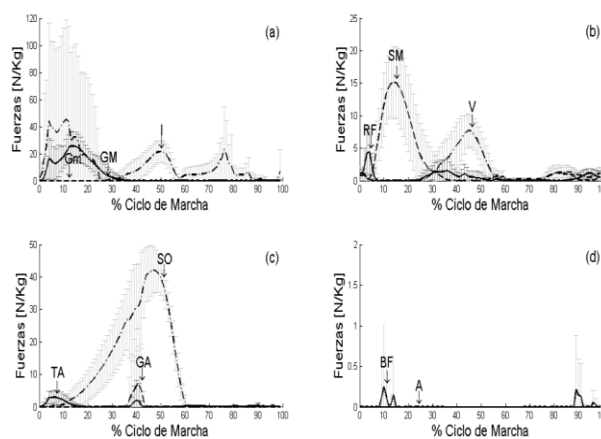 (a)
Fuerzas [N/Kg]
120
100
80
60
40
20
0
Gm
GM
I
0 10 20 30 40 50 60 70 80 90 100
% Ciclo de Marcha
(b)
Fuerzas [N/Kg]
25
20
15
10
5
0
RF
SM
V
0 10 20 30 40 50 60 70 80 90 100
% Ciclo de Marcha
(c)
Fuerzas [N/Kg]
50
40
30
20
10
0
TA
GA
SO
0 10 20 30 40 50 60 70 80 90 100
% Ciclo de Marcha
(d)
Fuerzas [N/Kg]
2
1.5
1
0.5
0
BF
A
0 10 20 30 40 50 60 70 80 90 100
% Ciclo de Marcha